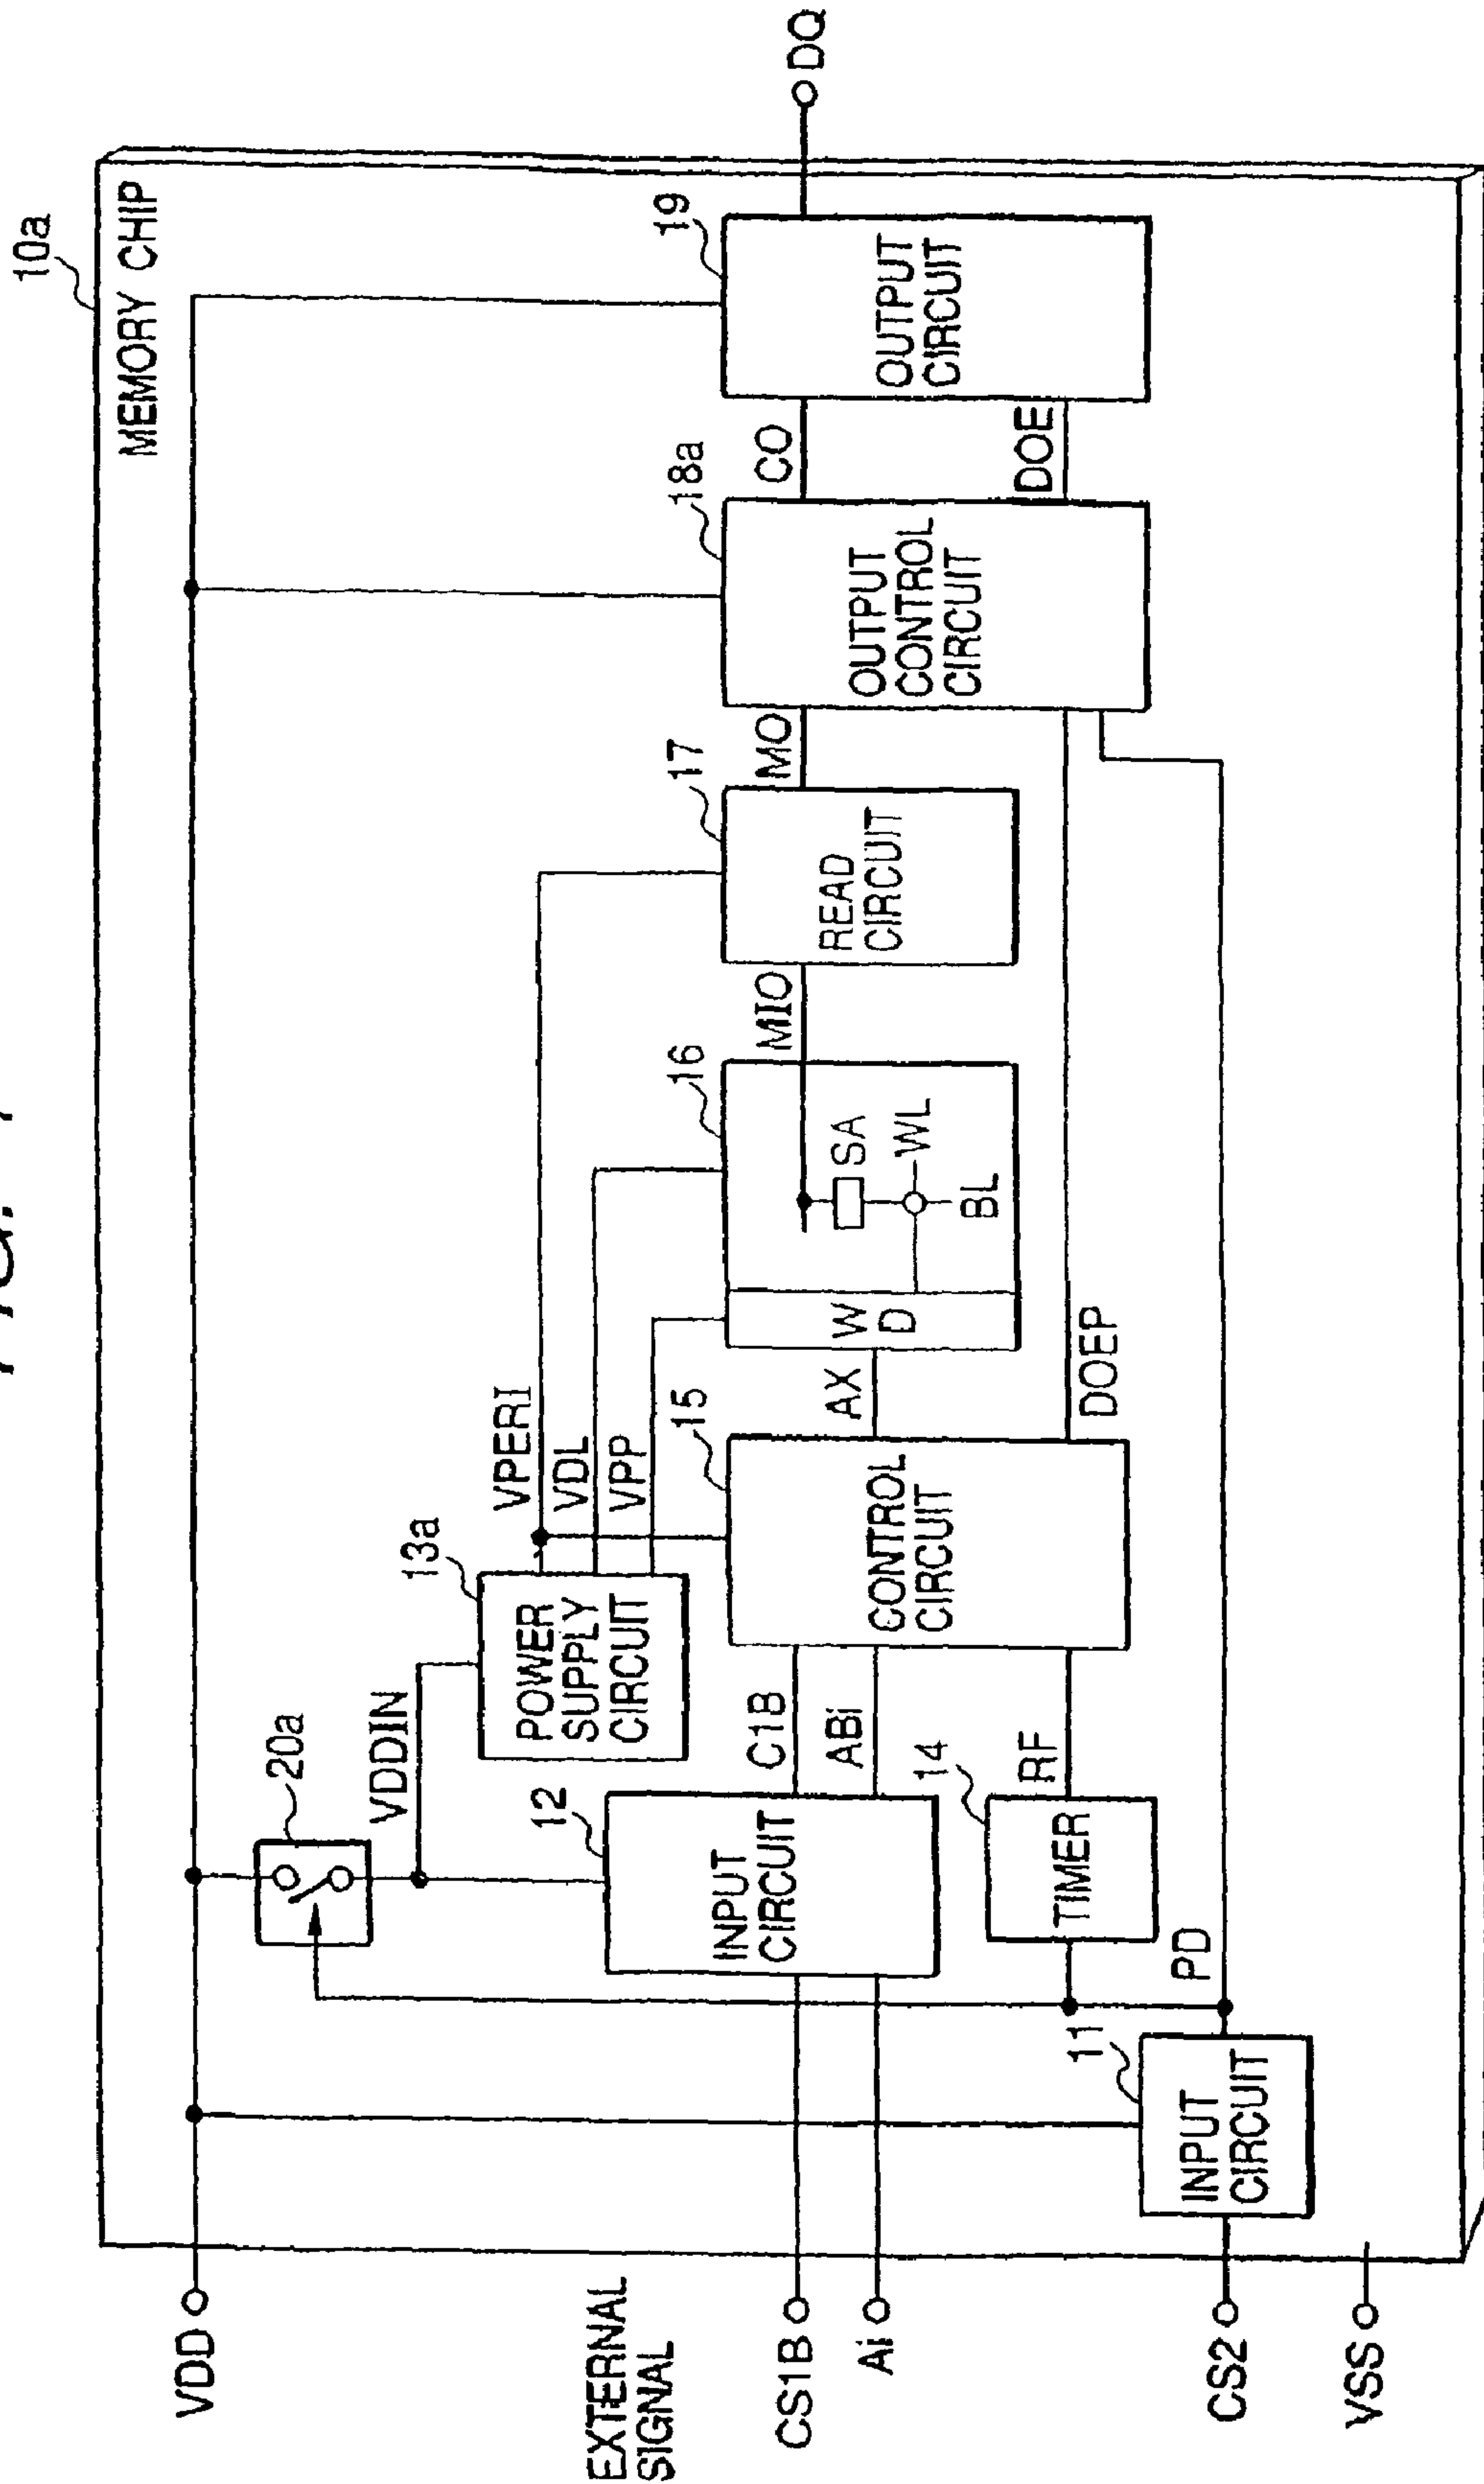 10a
MEMORY CHIP
VDD
20a
VDDIN
13a
POWER
SUPPLY
CIRCUIT
VPERI
VDL
VPP
EXTERNAL
SIGNAL
CS1B
Ai
12
INPUT
CIRCUIT
C1B
ABi
15
CONTROL
CIRCUIT
AX
16
W
D
SA
WL
BL
MIO
17
READ
CIRCUIT
MO
18a
OUTPUT
CONTROL
CIRCUIT
CO
DOE
19
OUTPUT
CIRCUIT
DQ
14
TIMER
RF
DOEP
11
INPUT
CIRCUIT
PD
CS2
VSS